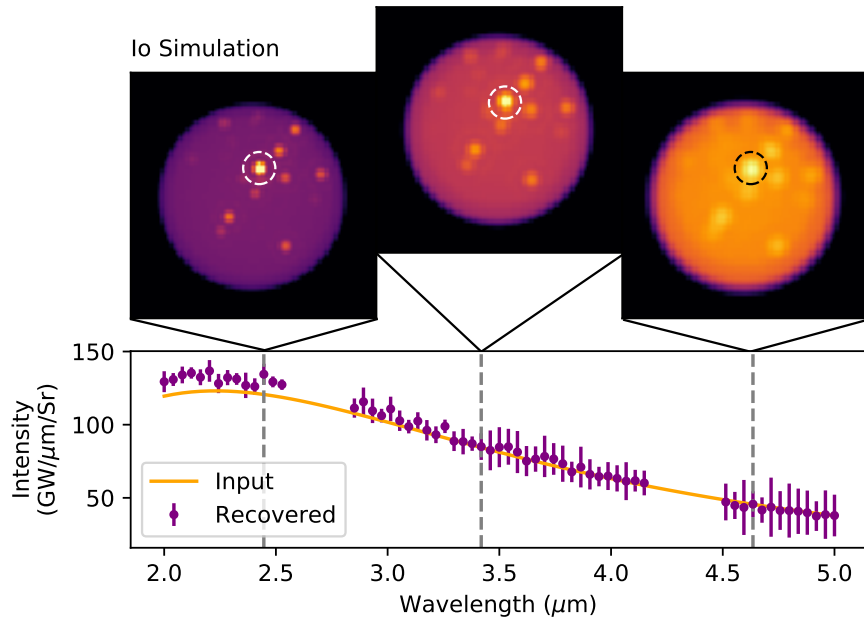 Io Simulation
150
100
50
Intensity
(GW/μm/Sr)
Input
Recovered
2.0 2.5 3.0 3.5 4.0 4.5 5.0
Wavelength (μm)